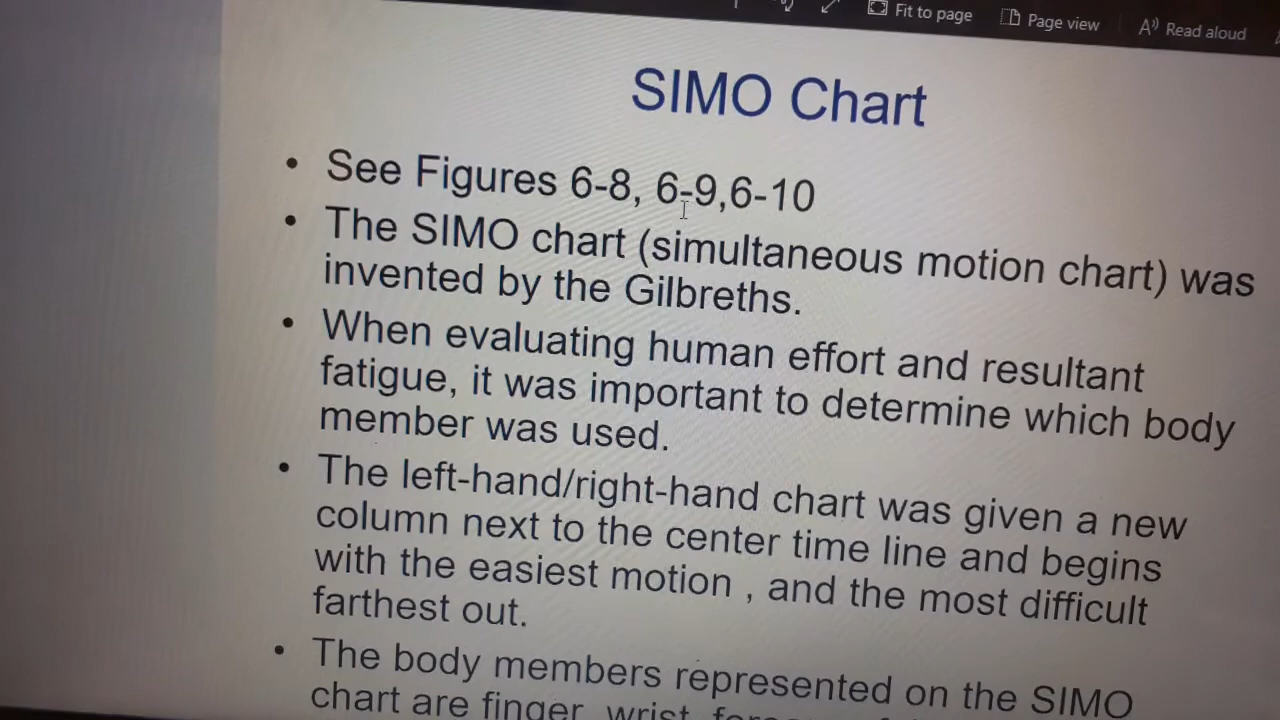 Fit to page Page view Read aloud
SIMO Chart
• See Figures 6-8, 6-9,6-10
• The SIMO chart (simultaneous motion chart) was
invented by the Gilbreths.
• When evaluating human effort and resultant
fatigue, it was important to determine which body
member was used.
• The left-hand/right-hand chart was given a new
column next to the center time line and begins
with the easiest motion , and the most difficult
farthest out.
• The body members represented on the SIMO
chart are finger, wrist,